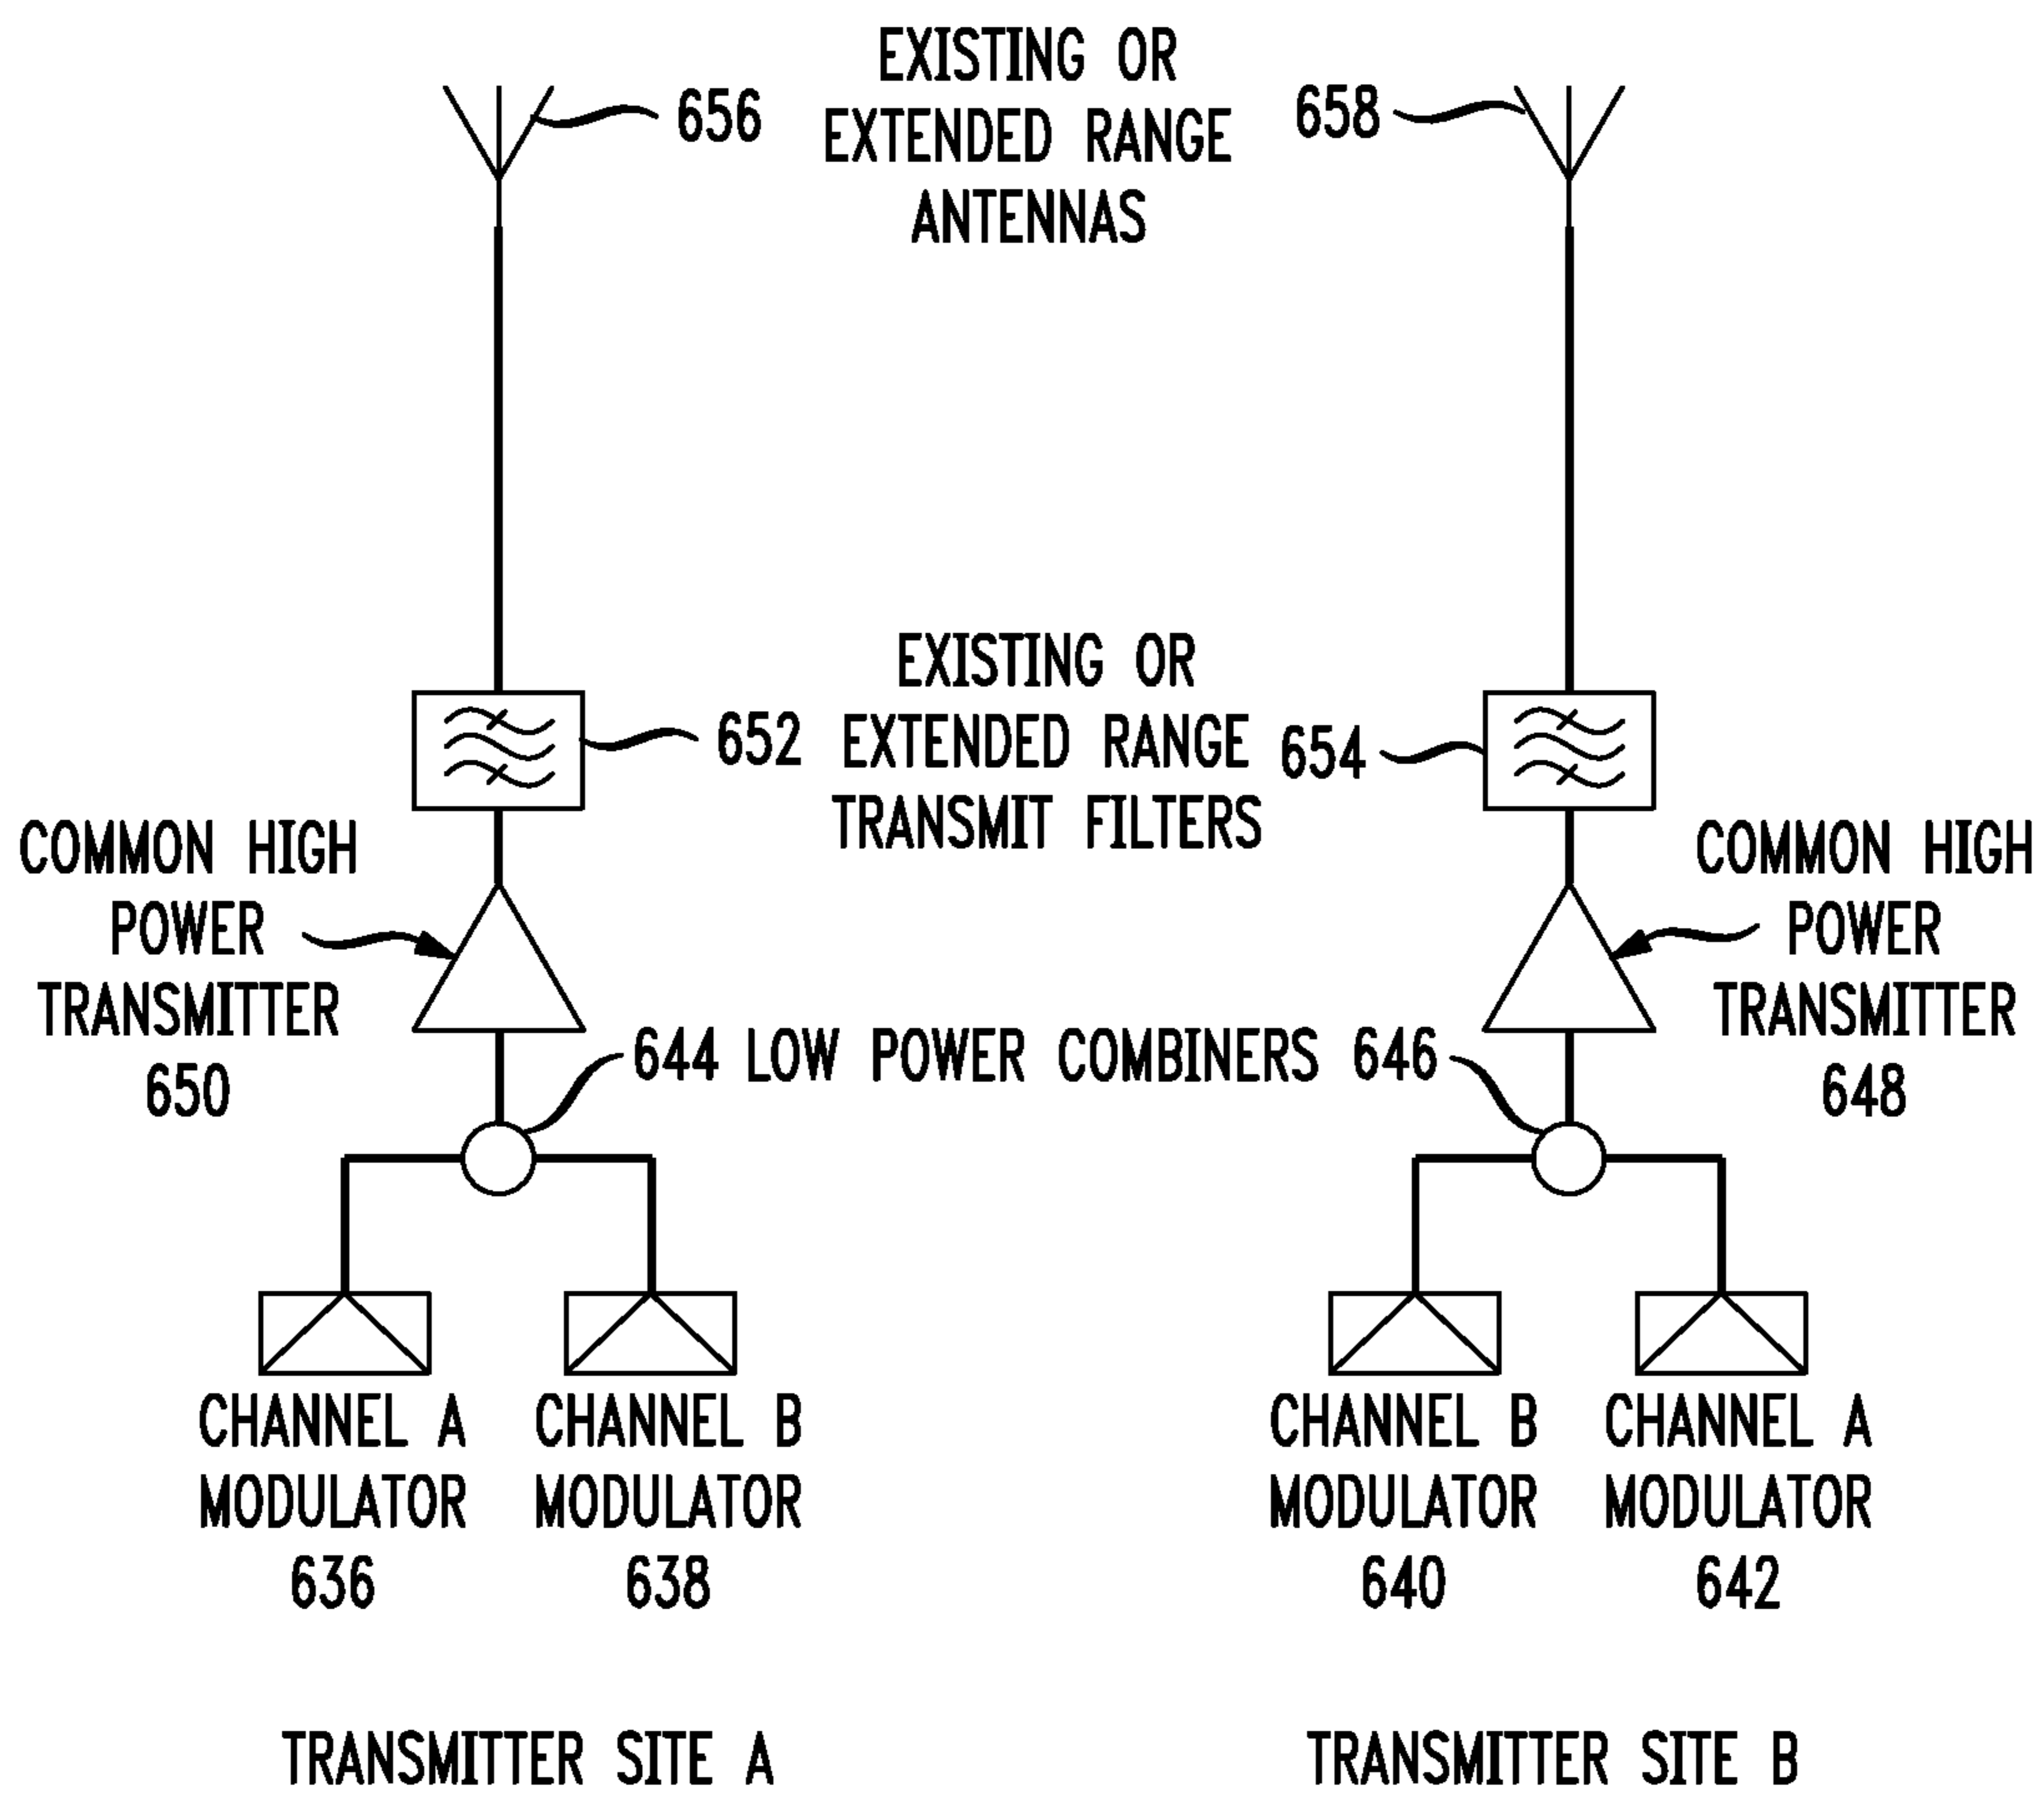 EXISTING OR
EXTENDED RANGE
ANTENNAS
656
658
EXISTING OR
EXTENDED RANGE
TRANSMIT FILTERS
652
654
COMMON HIGH
POWER
TRANSMITTER
650
COMMON HIGH
POWER
TRANSMITTER
648
644 LOW POWER COMBINERS 646
CHANNEL A
MODULATOR
636
CHANNEL B
MODULATOR
638
CHANNEL B
MODULATOR
640
CHANNEL A
MODULATOR
642
TRANSMITTER SITE A
TRANSMITTER SITE B